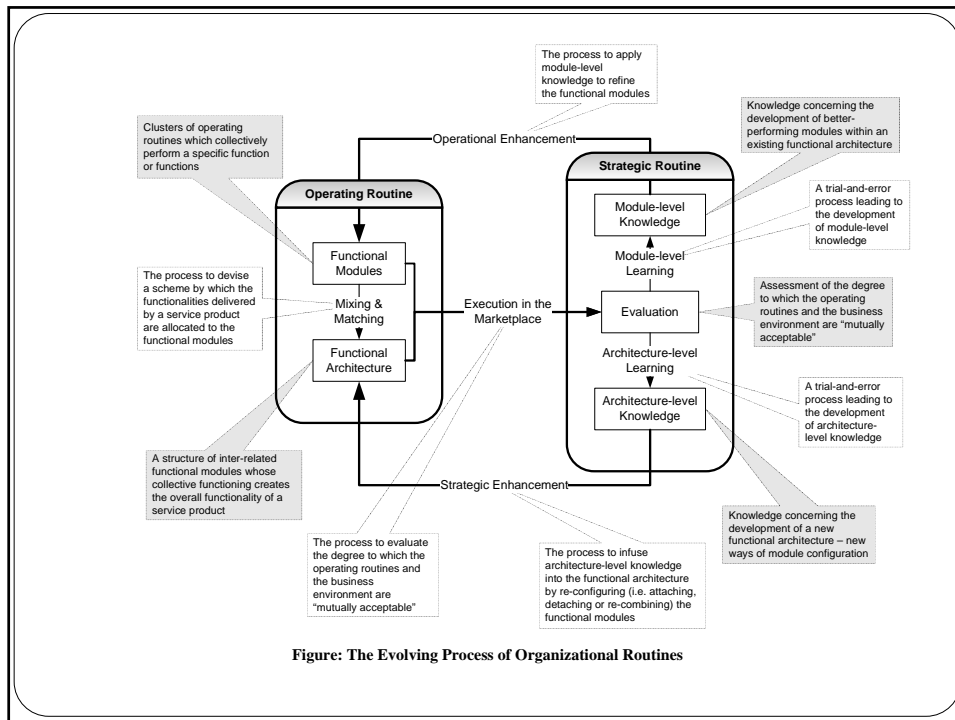 The process to apply
module-level
knowledge to refine
the functional modules
Knowledge concerning the
development of better-
performing modules within an
existing functional architecture
Clusters of operating
routines which collectively
perform a specific function
or functions
Operational Enhancement
Operating Routine
Strategic Routine
A trial-and-error
process leading to
the development
of module-level
knowledge
Module-level
Knowledge
Functional
Modules
Module-level
Learning
The process to devise
a scheme by which the
functionalities delivered
by a service product
are allocated to the
functional modules
Mixing &
Matching
Execution in the
Marketplace
Evaluation
Assessment of the degree
to which the operating
routines and the business
environment are “mutually
acceptable”
Functional
Architecture
Architecture-level
Learning
Architecture-level
Knowledge
A trial-and-error
process leading to
the development
of architecture-
level knowledge
A structure of inter-related
functional modules whose
collective functioning creates
the overall functionality of a
service product
Strategic Enhancement
Knowledge concerning the
development of a new
functional architecture – new
ways of module configuration
The process to evaluate
the degree to which the
operating routines and
the business
environment are
“mutually acceptable”
The process to infuse
architecture-level knowledge
into the functional architecture
by re-configuring (i.e. attaching,
detaching or re-combining) the
functional modules
Figure: The Evolving Process of Organizational Routines